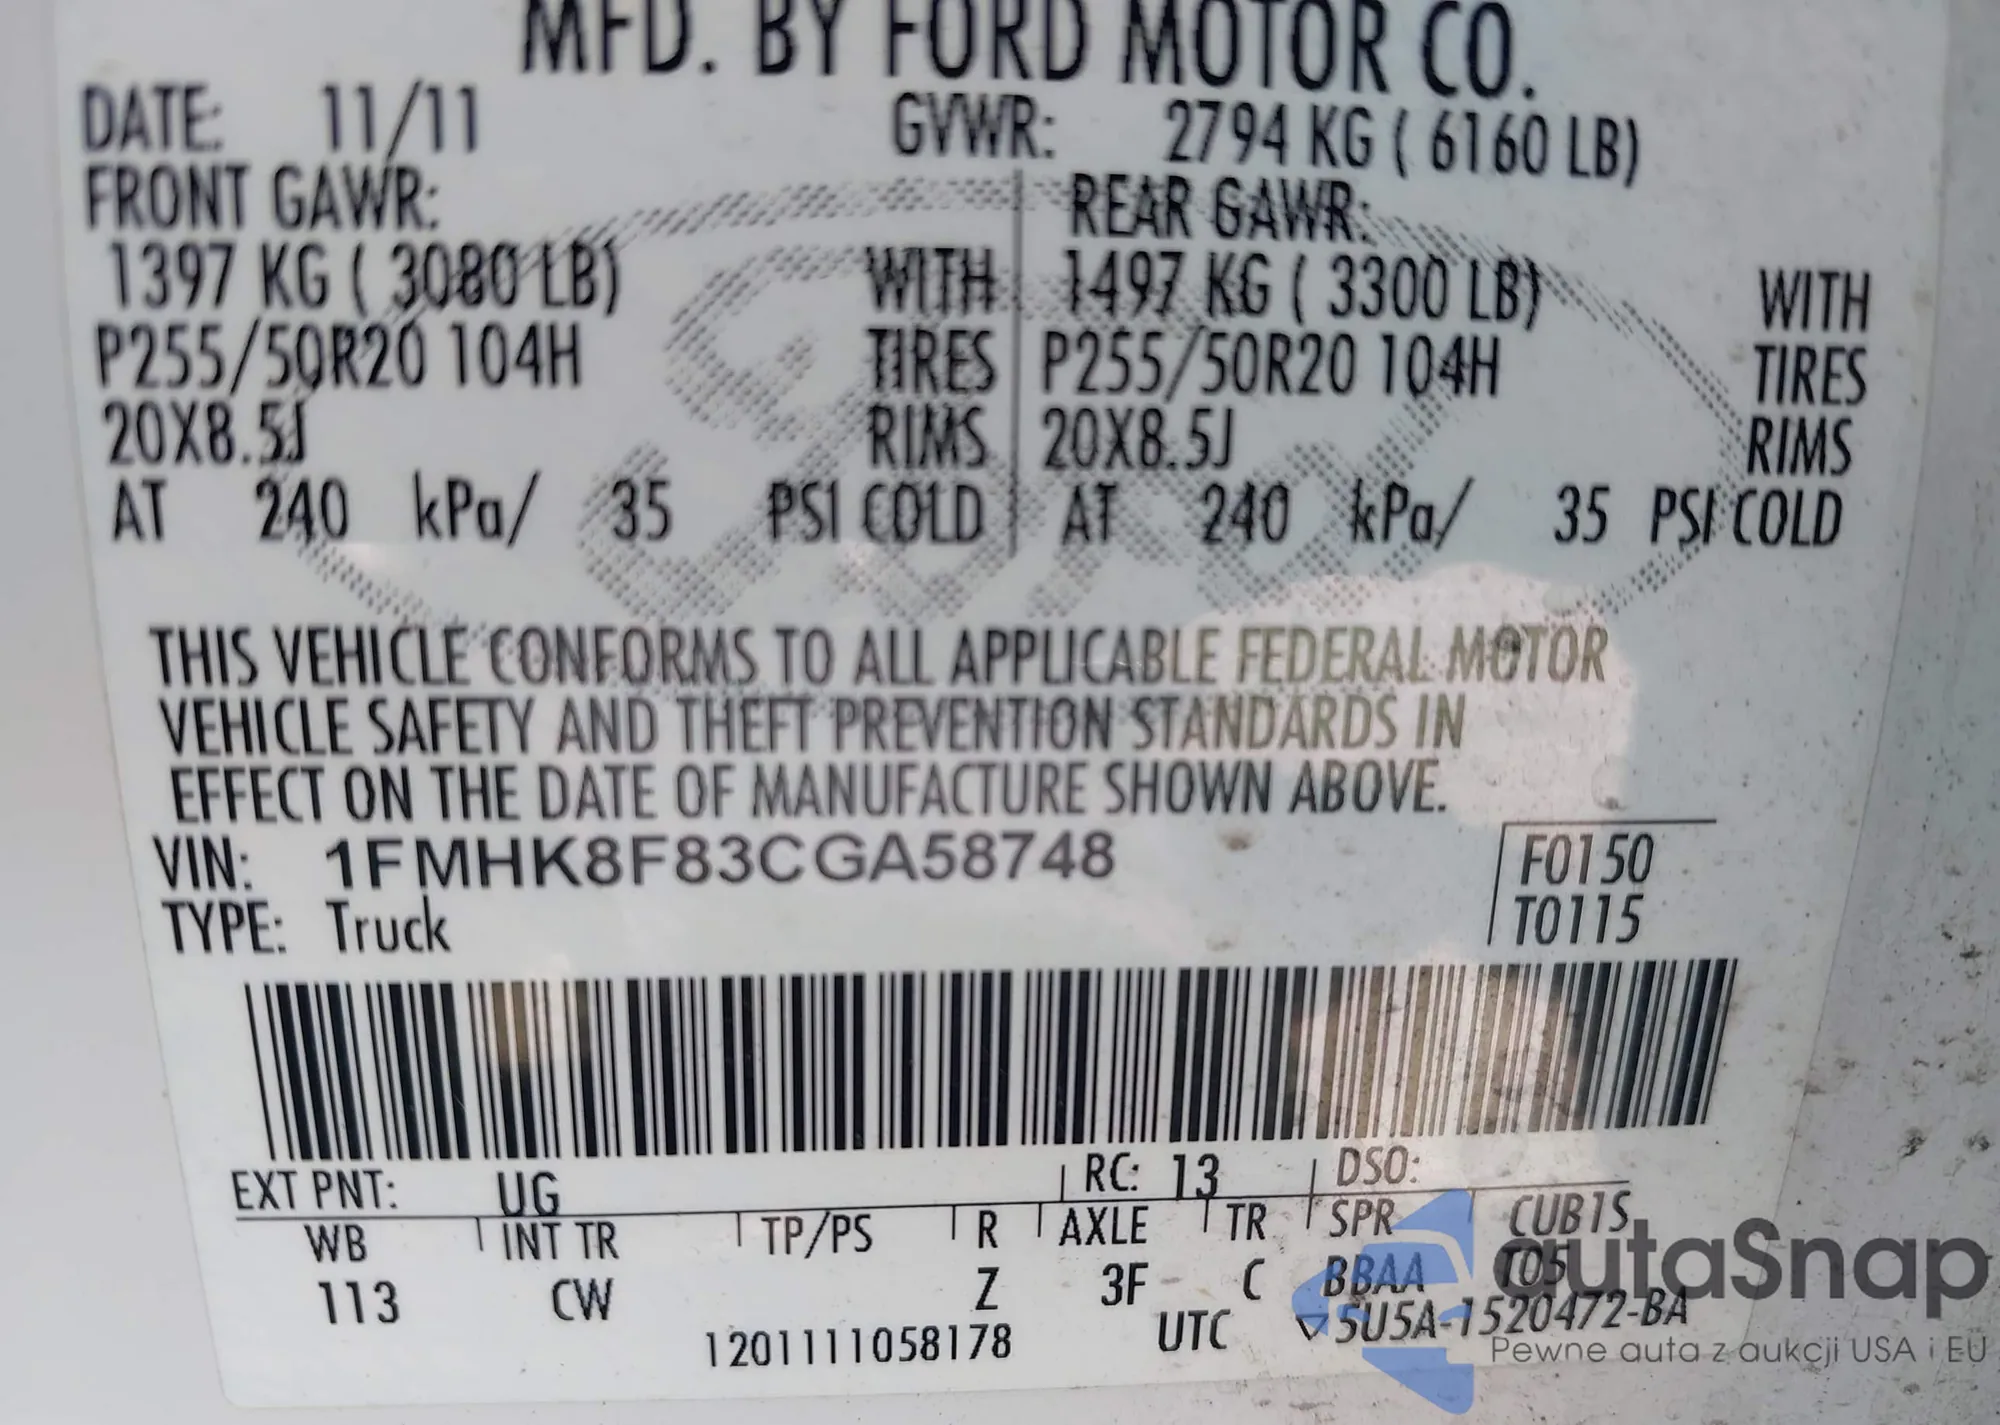 MFD. BY FORD MOTOR CO.
DATE: 11/11 GVWR: 2794 KG ( 6160 LB)
FRONT GAWR: REAR GAWR:
1397 KG ( 3080 LB) WITH 1497 KG ( 3300 LB) WITH
P255/50R20 104H TIRES P255/50R20 104H TIRES
20X8.5J RIMS 20X8.5J RIMS
AT 240 kPa/ 35 PSI COLD AT 240 kPa/ 35 PSI COLD
THIS VEHICLE CONFORMS TO ALL APPLICABLE FEDERAL MOTOR
VEHICLE SAFETY AND THEFT PREVENTION STANDARDS IN
EFFECT ON THE DATE OF MANUFACTURE SHOWN ABOVE.
VIN: 1FMHK8F83CGA58748 F0150
TYPE: Truck T0115
EXT PNT: UG RC: 13 DSO:
WB INT TR TP/PS R AXLE TR SPR CUB1S
113 CW Z 3F C BBAA T05
1201111058178 UTC ▽5U5A-1520472-BA
autaSnap
Pewne auta z aukcji USA i EU